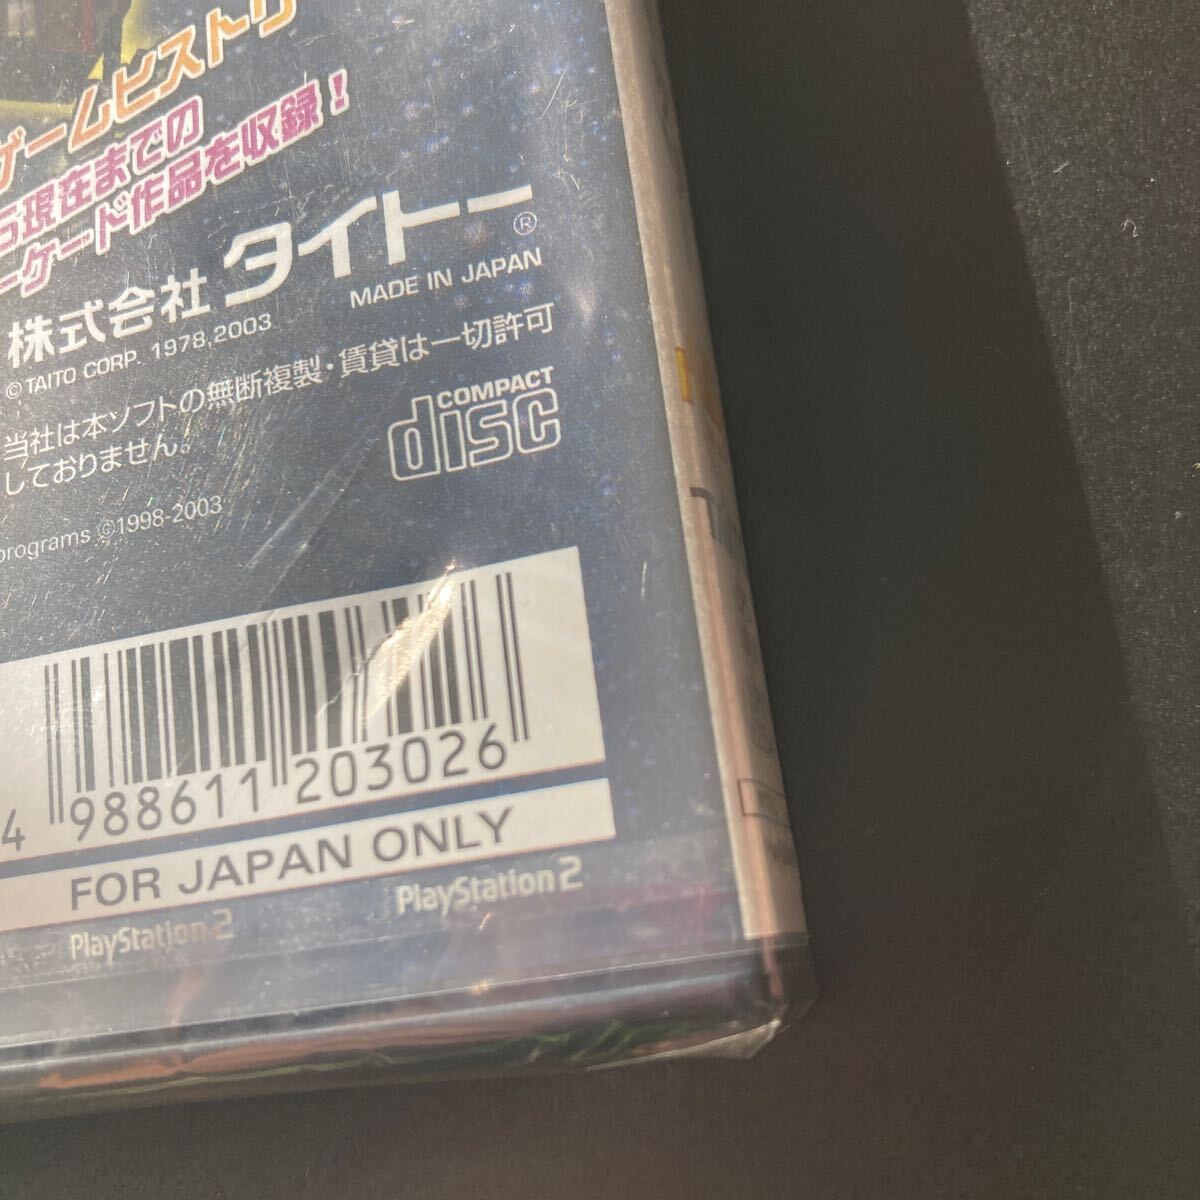 ゲームヒストリ
ら現在までの
ーケード作品を収録！
株式会社 タイトー ®
MADE IN JAPAN
© TAITO CORP. 1978,2003
当社は本ソフトの無断複製・賃貸は一切許可
しておりません。
COMPACT
disc
programs ©1998-2003
4 988611 203026
FOR JAPAN ONLY
PlayStation 2
PlayStation 2